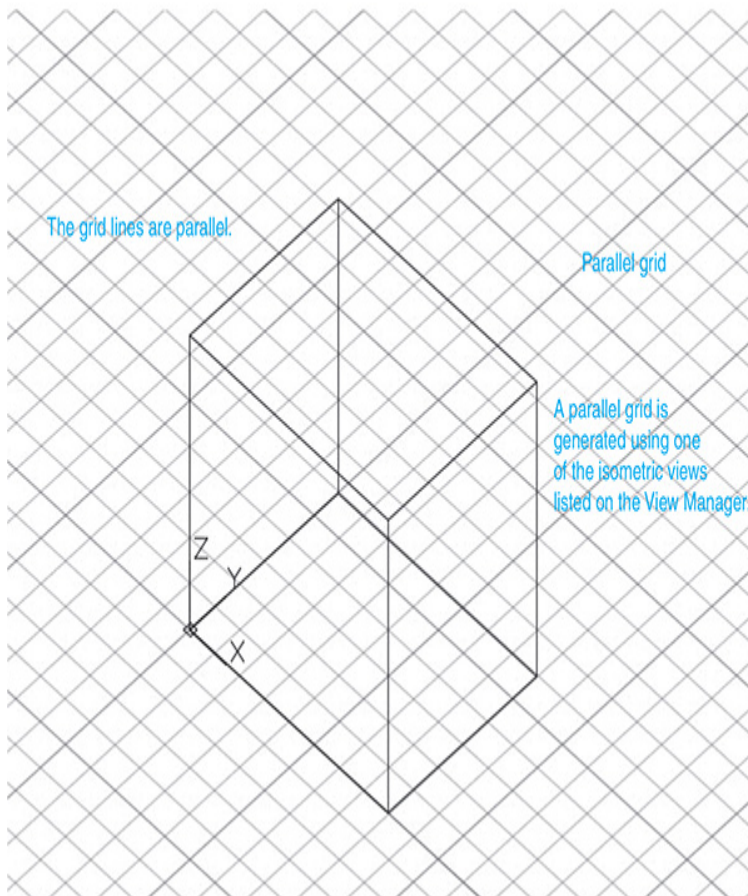 The grid lines are parallel.
Parallel grid
A parallel grid is
generated using one
of the isometric views
listed on the View Manager
Z
Y
X